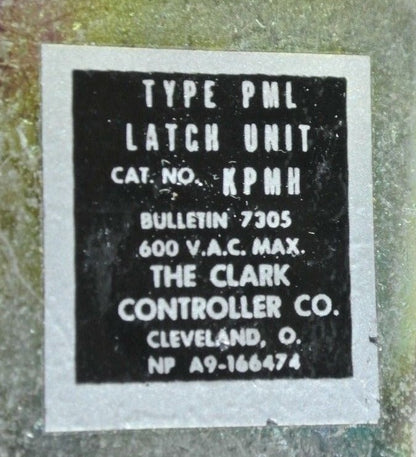 TYPE PML
LATCH UNIT
CAT. NO. KPMH
BULLETIN 7305
600 V.A.C. MAX.
THE CLARK
CONTROLLER CO.
CLEVELAND, O.
NP A9-166474